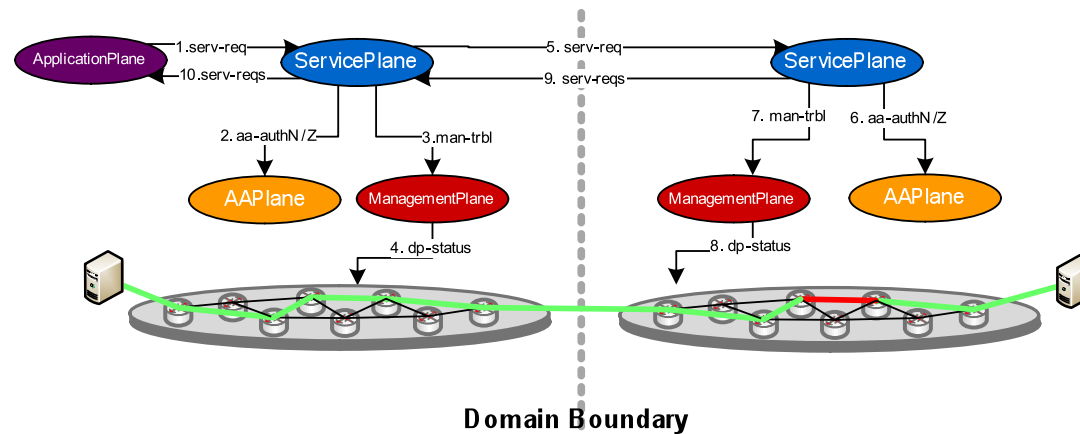 1.serv-req
5. serv-req
ApplicationPlane
ServicePlane
ServicePlane
10.serv-reqs
9. serv-reqs
7. man-trbl
6. aa-authN/Z
2. aa-authN/Z
3.man-trbl
AAPlane
ManagementPlane
ManagementPlane
AAPlane
4. dp-status
8. dp-status
Domain Boundary